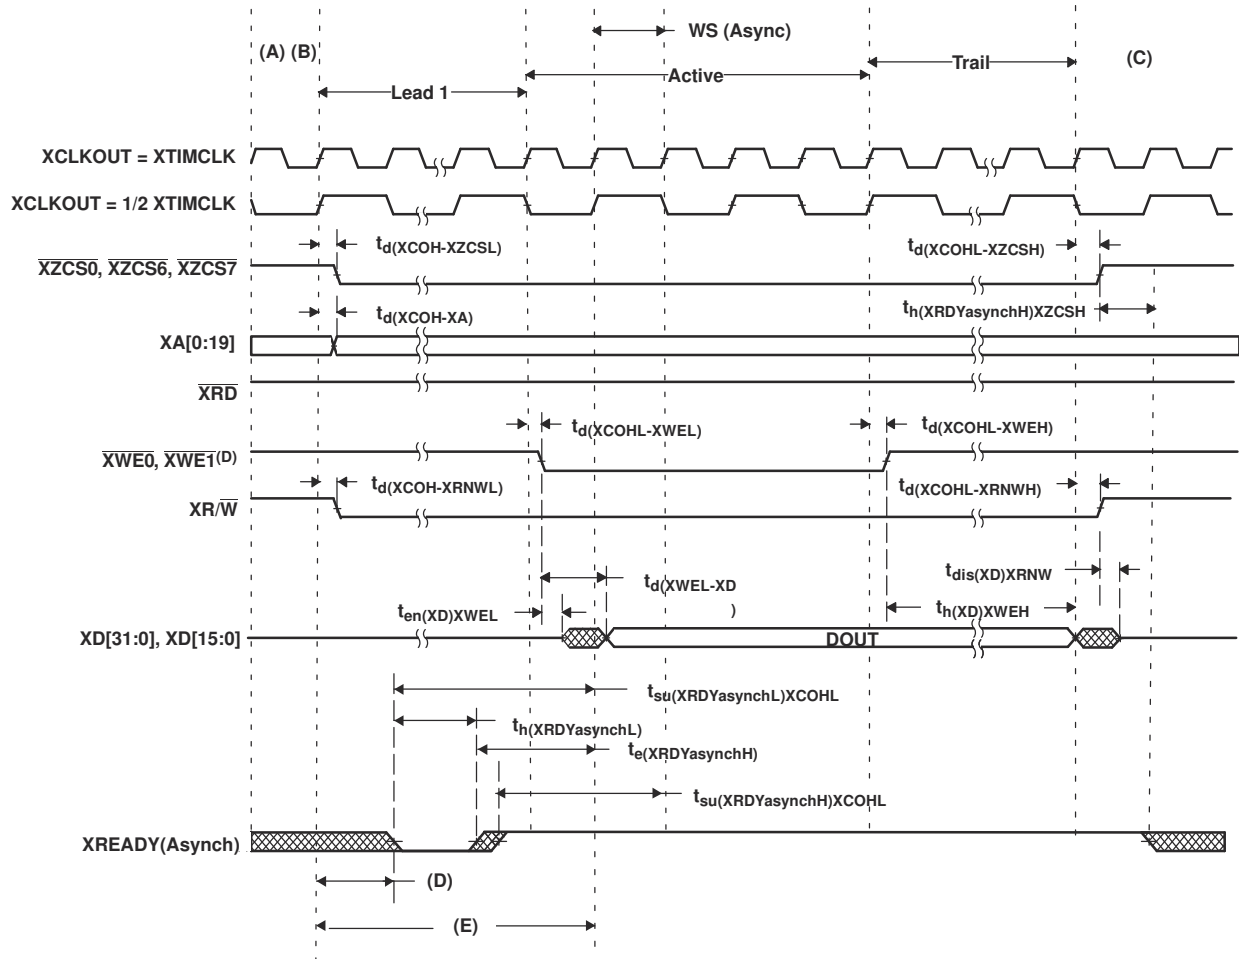 WS (Async)
(A) (B)
Trail
(C)
Active
Lead 1
XCLKOUT = XTIMCLK
XCLKOUT = 1/2 XTIMCLK
td(XCOH-XZCSL)
td(XCOHL-XZCSH)
XZCS0, XZCS6, XZCS7
td(XCOH-XA)
th(XRDYasynchH)XZCSH
XA[0:19]
XRD
td(XCOHL-XWEL)
td(XCOHL-XWEH)
XWE0, XWE1(D)
td(XCOH-XRNWL)
td(XCOHL-XRNWH)
XR/W
tdis(XD)XRNW
td(XWEL-XD
)
ten(XD)XWEL
th(XD)XWEH
XD[31:0], XD[15:0]
DOUT
tsu(XRDYasynchL)XCOHL
th(XRDYasynchL)
te(XRDYasynchH)
tsu(XRDYasynchH)XCOHL
XREADY(Asynch)
(D)
(E)